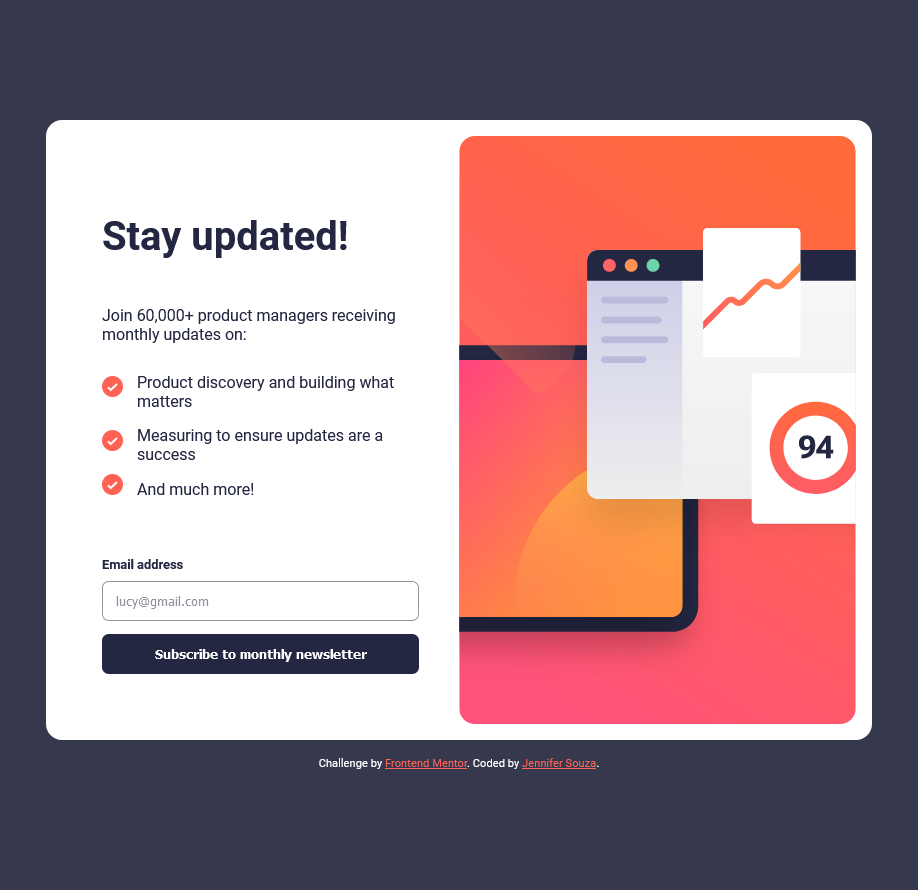 Stay updated!
Join 60,000+ product managers receiving
monthly updates on:
Product discovery and building what
matters
Measuring to ensure updates are a
success
And much more!
Email address
lucy@gmail.com
Subscribe to monthly newsletter
94
Challenge by Frontend Mentor. Coded by Jennifer Souza.